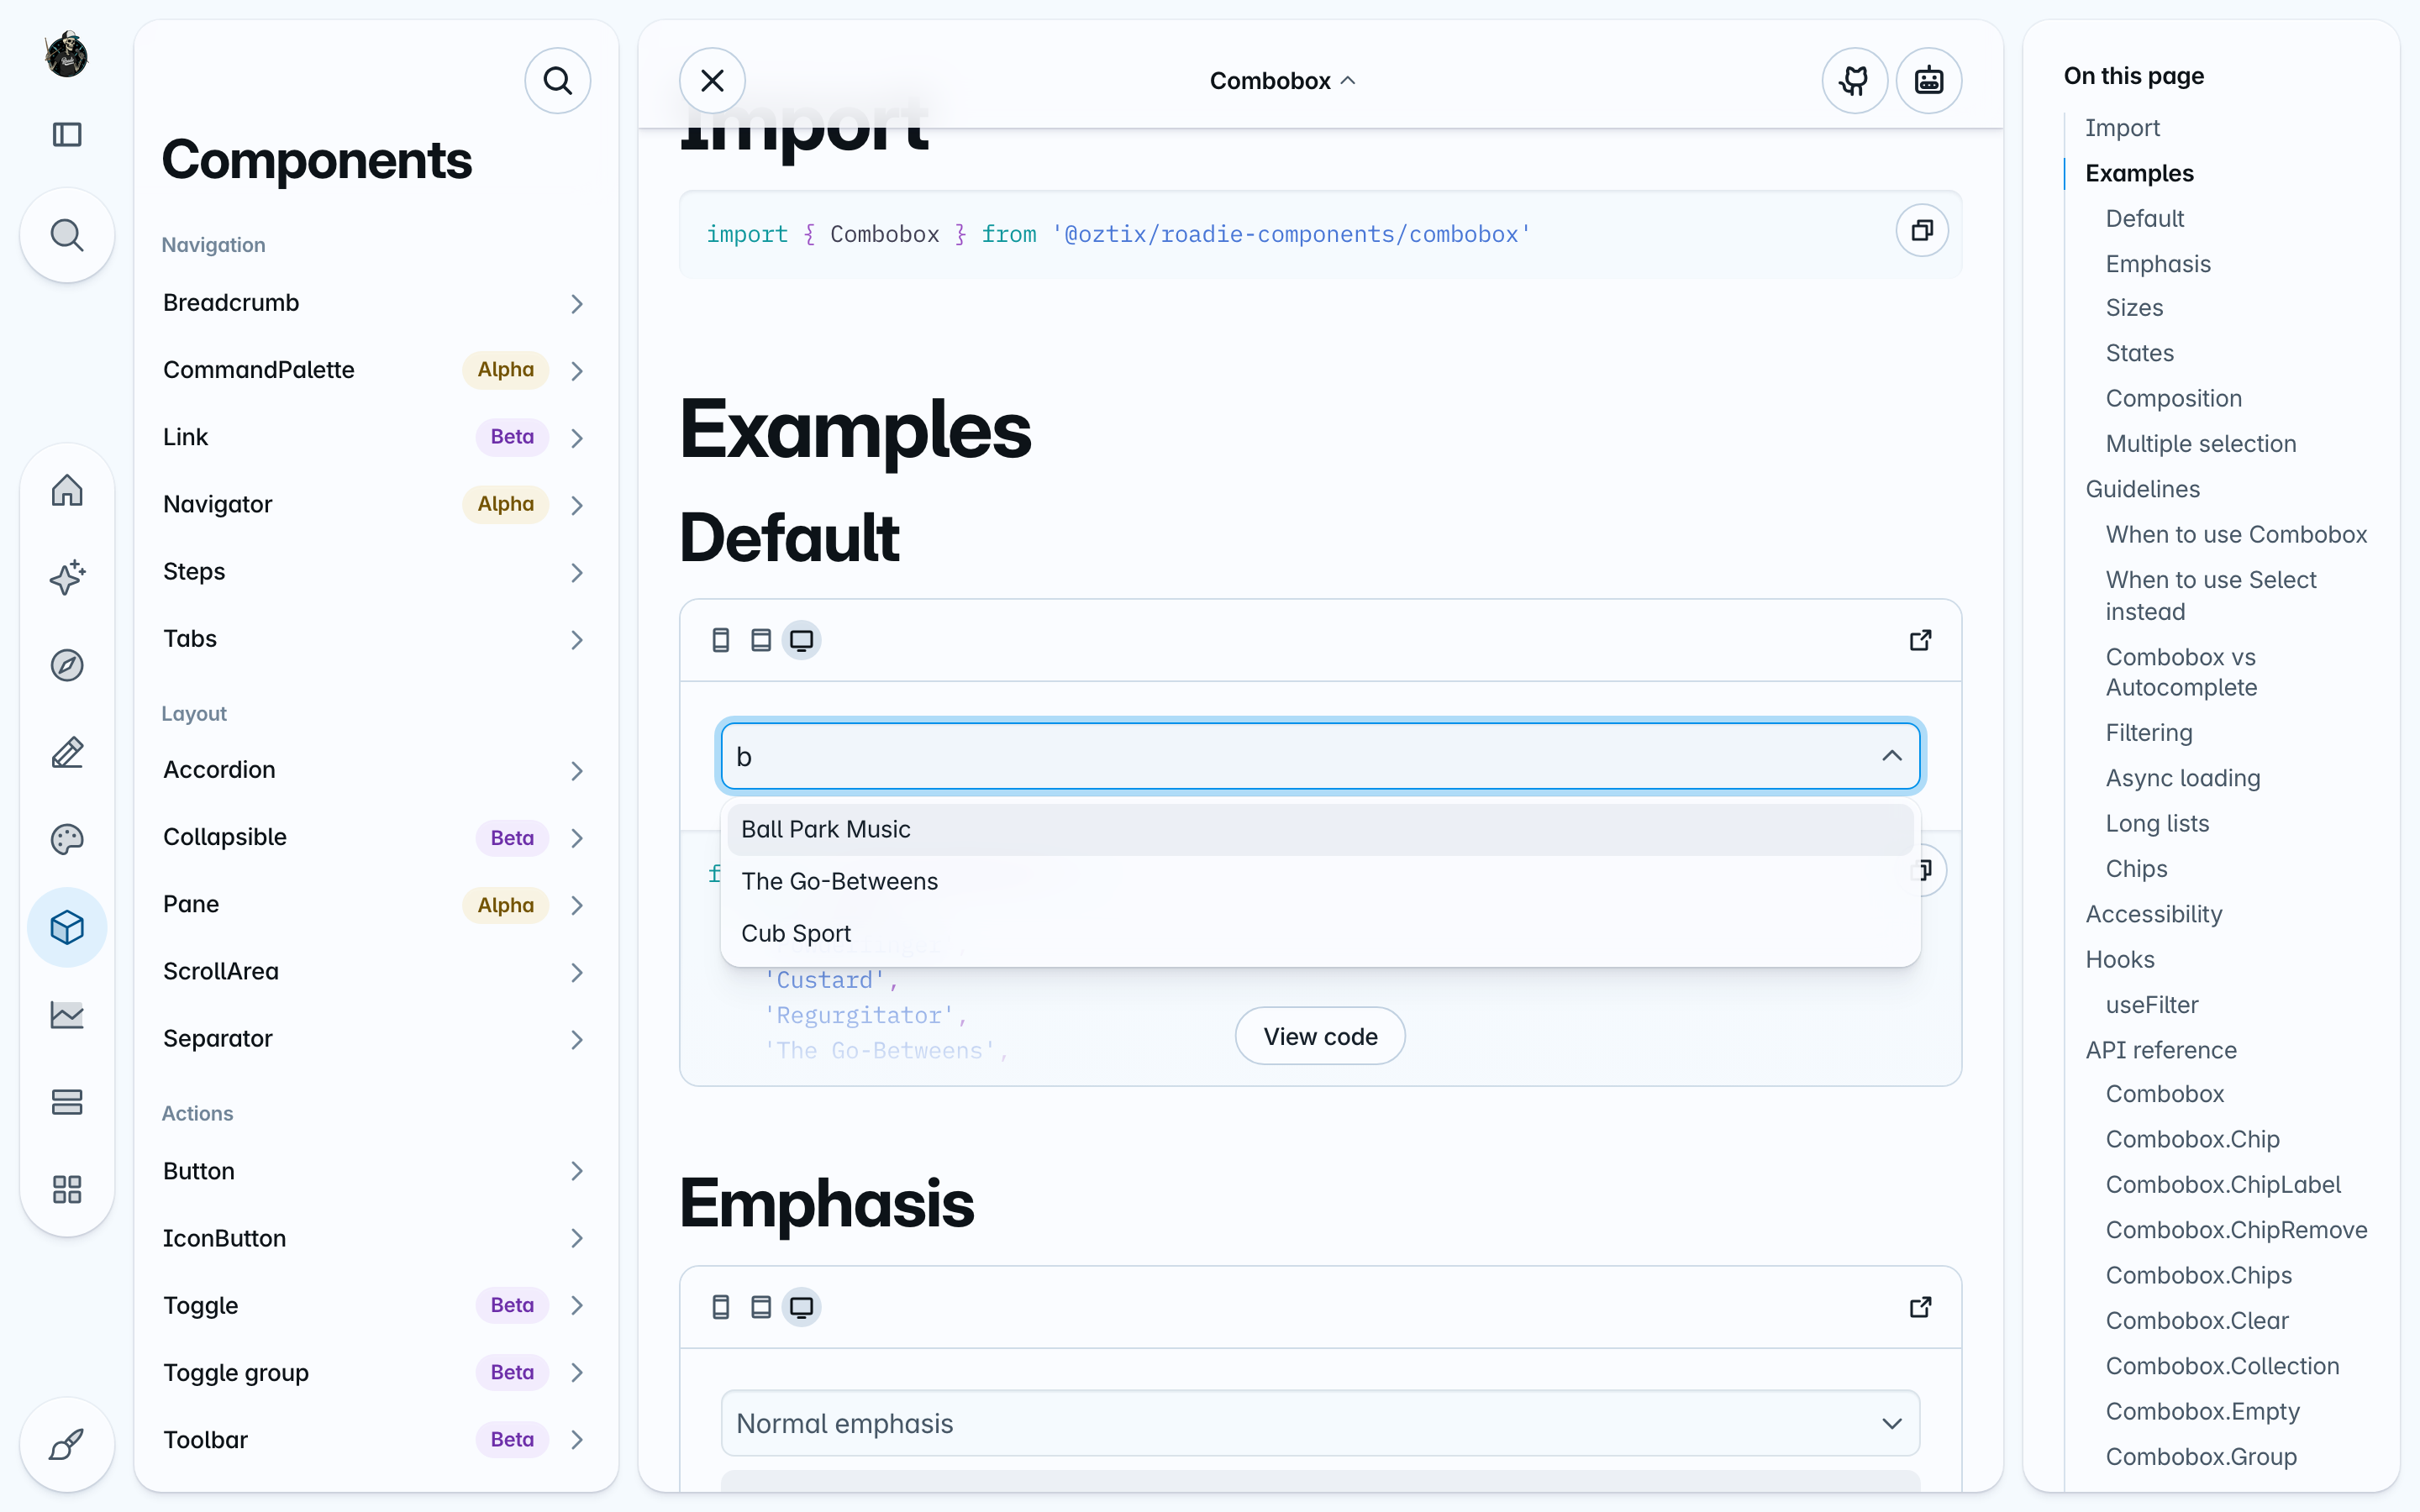 Components
Navigation
Breadcrumb
CommandPalette Alpha
Link Beta
Navigator Alpha
Steps
Tabs
Layout
Accordion
Collapsible Beta
Pane Alpha
ScrollArea
Separator
Actions
Button
IconButton
Toggle Beta
Toggle group Beta
Toolbar Beta
Combobox
Import
import { Combobox } from '@oztix/roadie-components/combobox'
Examples
Default
b
Ball Park Music
The Go-Betweens
Cub Sport
'Custard',
'Regurgitator',
'The Go-Betweens',
View code
Emphasis
Normal emphasis
On this page
Import
Examples
Default
Emphasis
Sizes
States
Composition
Multiple selection
Guidelines
When to use Combobox
When to use Select
instead
Combobox vs
Autocomplete
Filtering
Async loading
Long lists
Chips
Accessibility
Hooks
useFilter
API reference
Combobox
Combobox.Chip
Combobox.ChipLabel
Combobox.ChipRemove
Combobox.Chips
Combobox.Clear
Combobox.Collection
Combobox.Empty
Combobox.Group